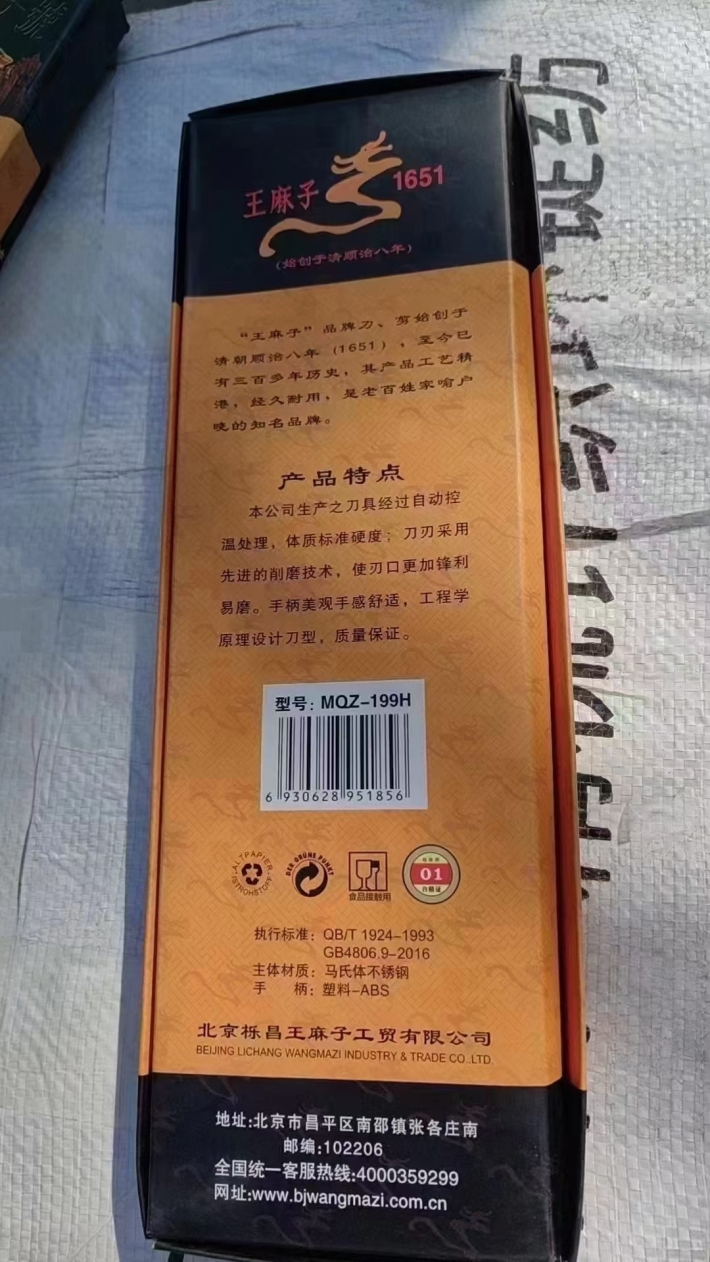 王麻子 1651
(始创于清顺治八年)
“王麻子”品牌刀、剪始创于
清朝顺治八年（1651），至今已
有三百多年历史，其产品工艺精
港，经久耐用，是老百姓家喻户
晓的知名品牌。
产品特点
本公司生产之刀具经过自动控
温处理，体质标准硬度；刀刃采用
先进的削磨技术，使刃口更加锋利
易磨。手柄美观手感舒适，工程学
原理设计刀型，质量保证。
型号：MQZ-199H
6 930628 951856
ALTPAPIER
DER GRÜNE PUNKT
食品接触用
01
合格证
执行标准：QB/T 1924-1993
GB4806.9-2016
主体材质：马氏体不锈钢
手 柄：塑料-ABS
北京栎昌王麻子工贸有限公司
BEIJING LICHANG WANGMAZI INDUSTRY & TRADE CO.,LTD.
地址:北京市昌平区南邵镇张各庄南
邮编:102206
全国统一客服热线:4000359299
网址:www.bjwangmazi.com.cn